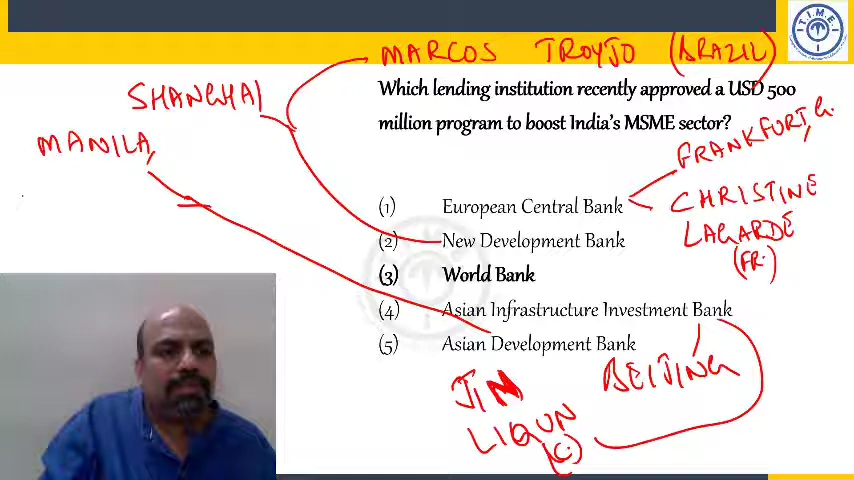 T.I.M.E.
MARCOS TROYJO (BRAZIL)
SHANGHAI
MANILA
Which lending institution recently approved a USD 500
million program to boost India's MSME sector?
FRANKFURT, G.
(1) European Central Bank
CHRISTINE
LAGARDE
(FR.)
(2) New Development Bank
(3) World Bank
(4) Asian Infrastructure Investment Bank
(5) Asian Development Bank
BEIJING
JIN
LIQUN
(C.)